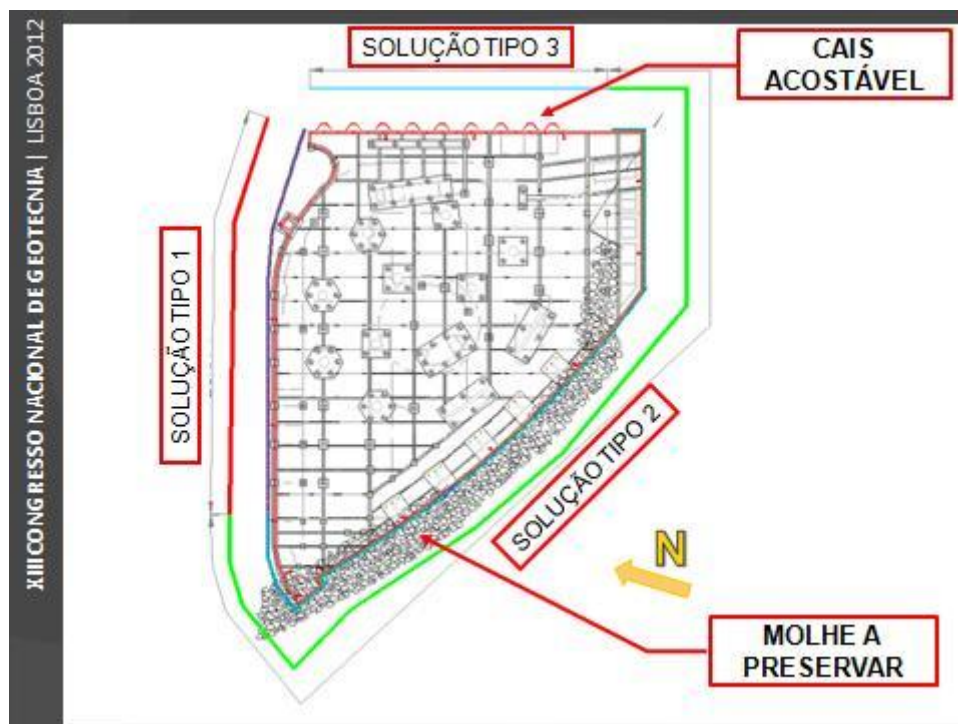 XIII CONGRESSO NACIONAL DE GEOTECNIA | LISBOA 2012
SOLUÇÃO TIPO 3
CAIS
ACOSTÁVEL
SOLUÇÃO TIPO 1
SOLUÇÃO TIPO 2
N
MOLHE A
PRESERVAR